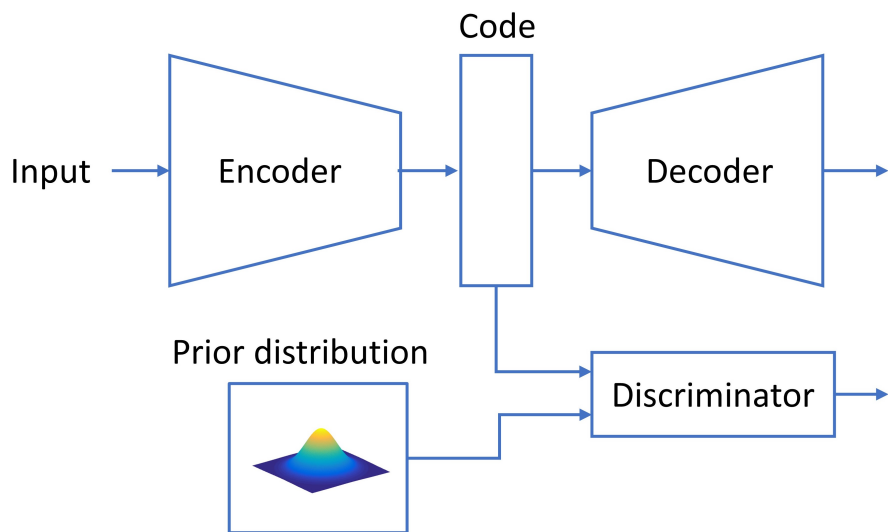 Code
Input
Encoder
Decoder
Prior distribution
Discriminator